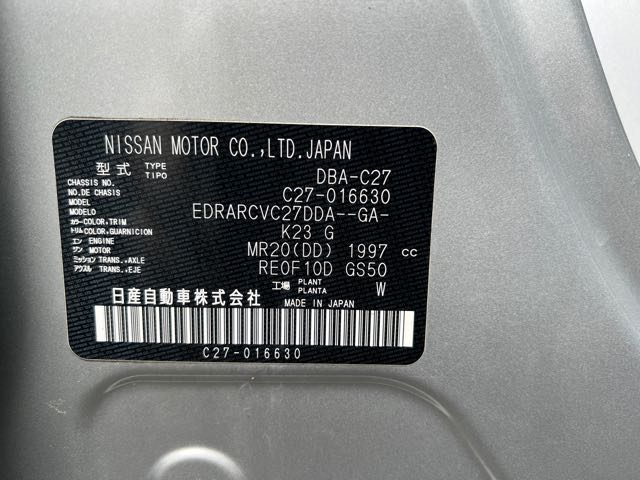 NISSAN MOTOR CO.,LTD.JAPAN
型式 TYPE TIPO DBA-C27
CHASSIS NO. NO.DE CHASIS C27-016630
MODEL MODELO EDRARCVC27DDA--GA-
カラー COLOR,TRIM トリム COLOR,GUARNICION K23 G
エンジン ENGINE MOTOR MR20(DD) 1997 cc
ミッション TRANS.,AXLE アクスル TRANS.,EJE RE0F10D GS50
工場 PLANT PLANTA W
日産自動車株式会社 MADE IN JAPAN
C27-016630